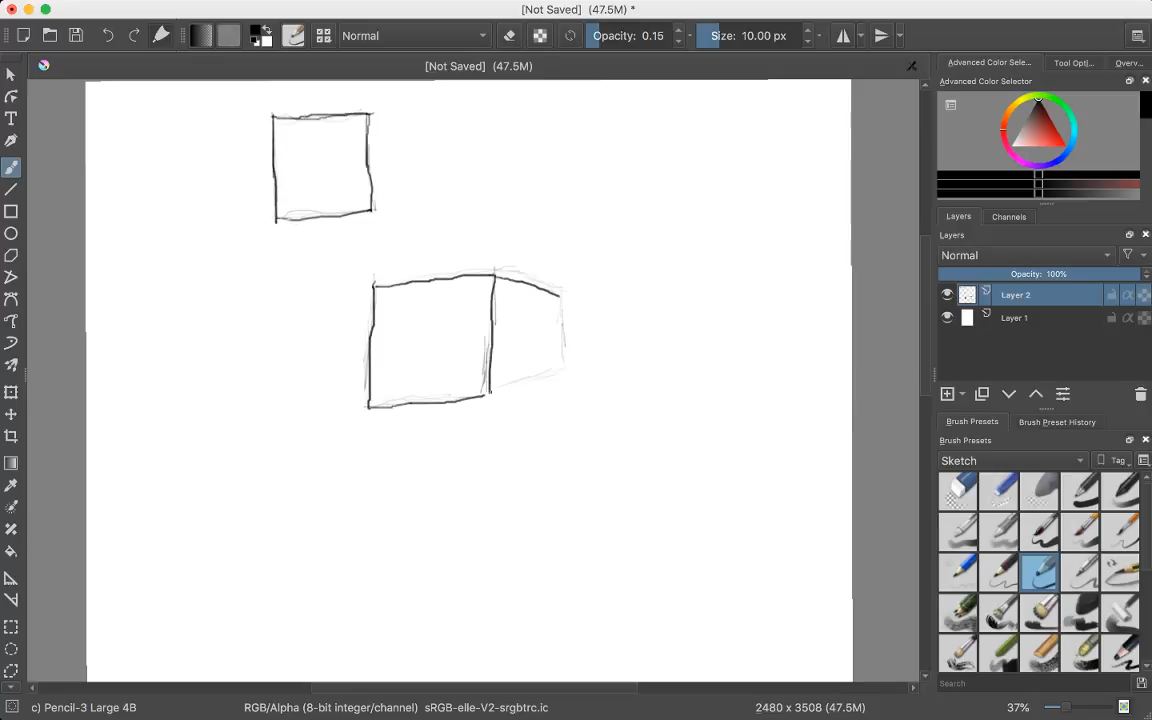 [Not Saved] (47.5M) *
Normal
Opacity: 0.15
Size: 10.00 px
[Not Saved] (47.5M)
Advanced Color Sele...
Tool Opti...
Overv...
Advanced Color Selector
Layers
Channels
Layers
Normal
Opacity: 100%
Layer 2
Layer 1
Brush Presets
Brush Preset History
Brush Presets
Sketch
Tag
Search
c) Pencil-3 Large 4B
RGB/Alpha (8-bit integer/channel) sRGB-elle-V2-srgbtrc.ic
2480 x 3508 (47.5M)
37%